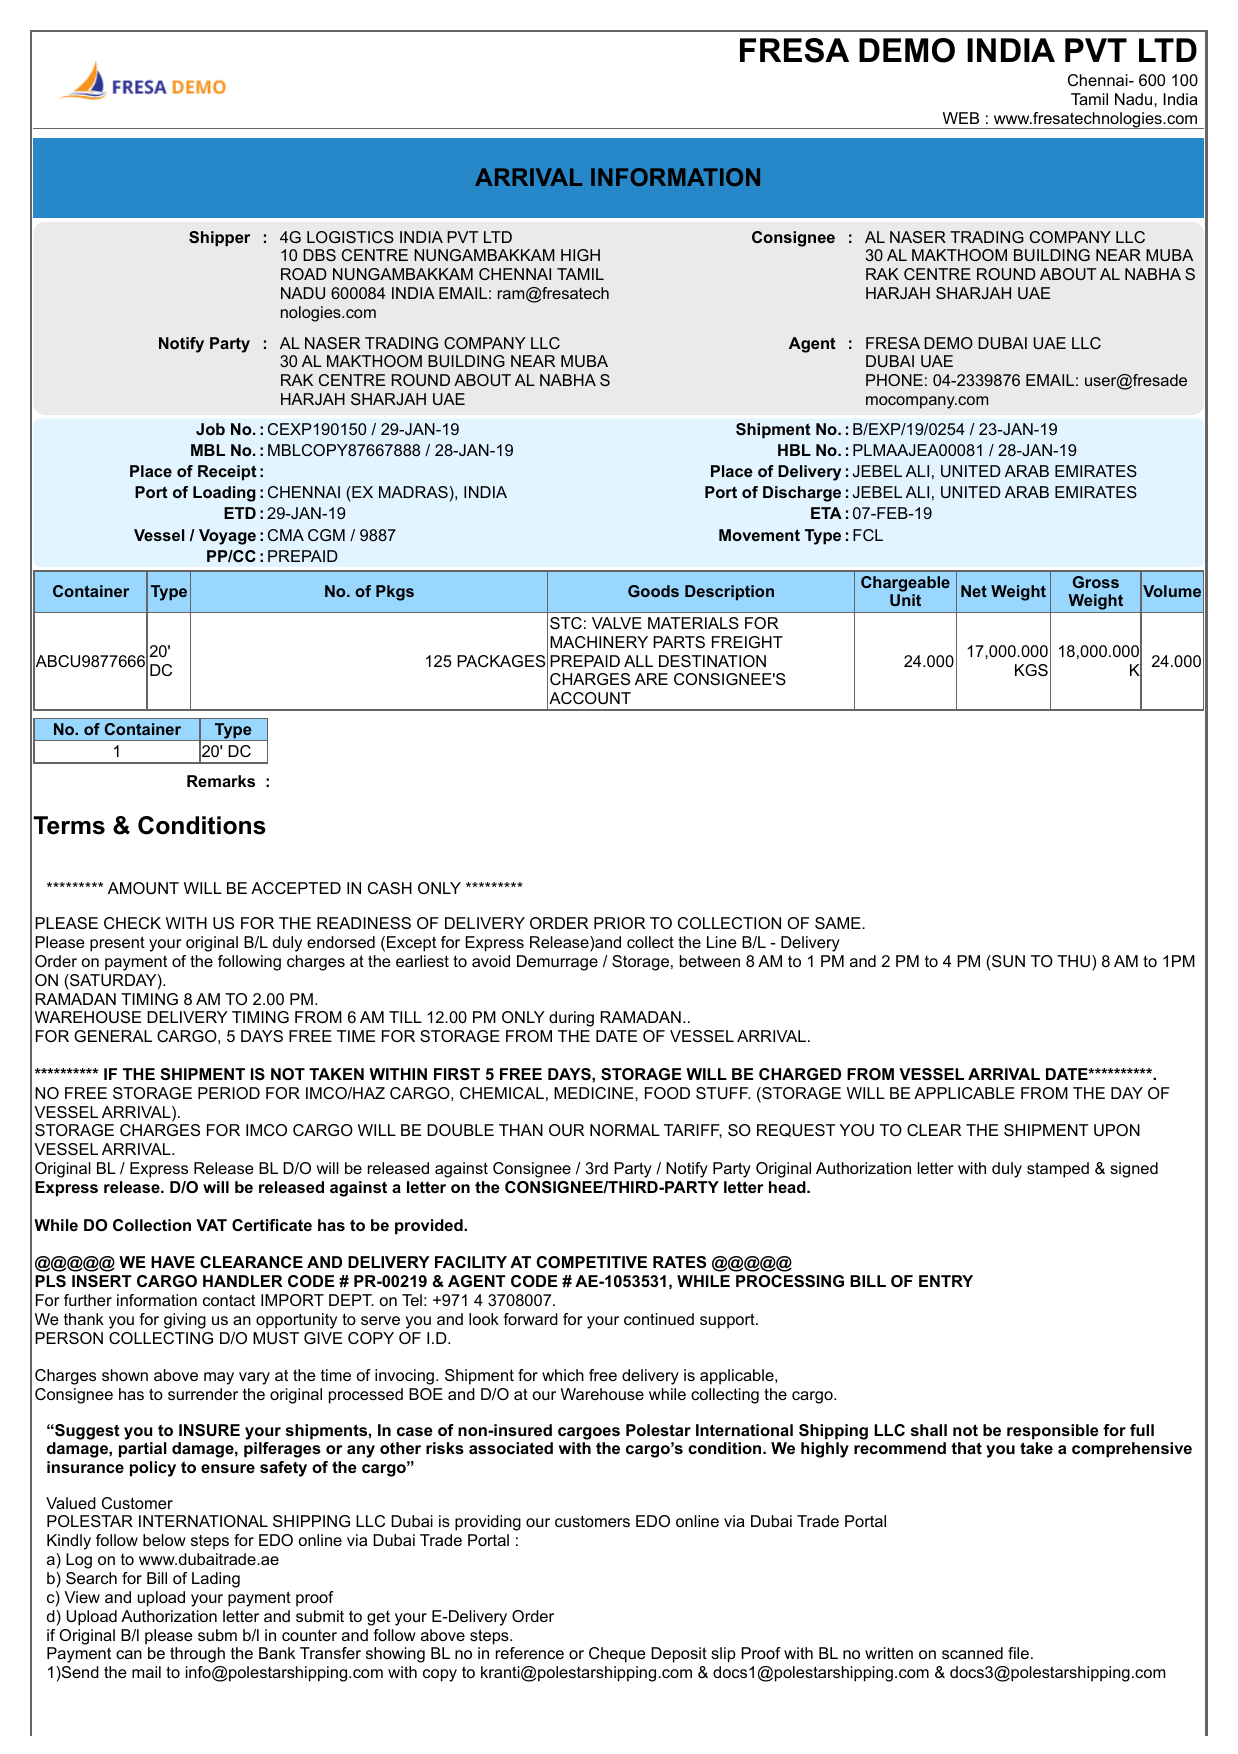 FRESA DEMO
FRESA DEMO INDIA PVT LTD
Chennai- 600 100
Tamil Nadu, India
WEB : www.fresatechnologies.com
ARRIVAL INFORMATION
Shipper : 4G LOGISTICS INDIA PVT LTD
10 DBS CENTRE NUNGAMBAKKAM HIGH
ROAD NUNGAMBAKKAM CHENNAI TAMIL
NADU 600084 INDIA EMAIL: ram@fresatech
nologies.com
Consignee : AL NASER TRADING COMPANY LLC
30 AL MAKTHOOM BUILDING NEAR MUBA
RAK CENTRE ROUND ABOUT AL NABHA S
HARJAH SHARJAH UAE
Notify Party : AL NASER TRADING COMPANY LLC
30 AL MAKTHOOM BUILDING NEAR MUBA
RAK CENTRE ROUND ABOUT AL NABHA S
HARJAH SHARJAH UAE
Agent : FRESA DEMO DUBAI UAE LLC
DUBAI UAE
PHONE: 04-2339876 EMAIL: user@fresade
mocompany.com
Job No. : CEXP190150 / 29-JAN-19 Shipment No. : B/EXP/19/0254 / 23-JAN-19
MBL No. : MBLCOPY87667888 / 28-JAN-19 HBL No. : PLMAAJEA00081 / 28-JAN-19
Place of Receipt : Place of Delivery : JEBEL ALI, UNITED ARAB EMIRATES
Port of Loading : CHENNAI (EX MADRAS), INDIA Port of Discharge : JEBEL ALI, UNITED ARAB EMIRATES
ETD : 29-JAN-19 ETA : 07-FEB-19
Vessel / Voyage : CMA CGM / 9887 Movement Type : FCL
PP/CC : PREPAID
Container Type No. of Pkgs Goods Description Chargeable Unit Net Weight Gross Weight Volume
ABCU9877666 20' DC 125 PACKAGES
STC: VALVE MATERIALS FOR
MACHINERY PARTS FREIGHT
PREPAID ALL DESTINATION
CHARGES ARE CONSIGNEE'S
ACCOUNT
24.000 17,000.000 KGS 18,000.000 K 24.000
No. of Container Type
1 20' DC
Remarks :
Terms & Conditions
********* AMOUNT WILL BE ACCEPTED IN CASH ONLY *********
PLEASE CHECK WITH US FOR THE READINESS OF DELIVERY ORDER PRIOR TO COLLECTION OF SAME.
Please present your original B/L duly endorsed (Except for Express Release)and collect the Line B/L - Delivery
Order on payment of the following charges at the earliest to avoid Demurrage / Storage, between 8 AM to 1 PM and 2 PM to 4 PM (SUN TO THU) 8 AM to 1PM
ON (SATURDAY).
RAMADAN TIMING 8 AM TO 2.00 PM.
WAREHOUSE DELIVERY TIMING FROM 6 AM TILL 12.00 PM ONLY during RAMADAN..
FOR GENERAL CARGO, 5 DAYS FREE TIME FOR STORAGE FROM THE DATE OF VESSEL ARRIVAL.
********** IF THE SHIPMENT IS NOT TAKEN WITHIN FIRST 5 FREE DAYS, STORAGE WILL BE CHARGED FROM VESSEL ARRIVAL DATE**********.
NO FREE STORAGE PERIOD FOR IMCO/HAZ CARGO, CHEMICAL, MEDICINE, FOOD STUFF. (STORAGE WILL BE APPLICABLE FROM THE DAY OF
VESSEL ARRIVAL).
STORAGE CHARGES FOR IMCO CARGO WILL BE DOUBLE THAN OUR NORMAL TARIFF, SO REQUEST YOU TO CLEAR THE SHIPMENT UPON
VESSEL ARRIVAL.
Original BL / Express Release BL D/O will be released against Consignee / 3rd Party / Notify Party Original Authorization letter with duly stamped & signed
Express release. D/O will be released against a letter on the CONSIGNEE/THIRD-PARTY letter head.
While DO Collection VAT Certificate has to be provided.
@@@@@ WE HAVE CLEARANCE AND DELIVERY FACILITY AT COMPETITIVE RATES @@@@@
PLS INSERT CARGO HANDLER CODE # PR-00219 & AGENT CODE # AE-1053531, WHILE PROCESSING BILL OF ENTRY
For further information contact IMPORT DEPT. on Tel: +971 4 3708007.
We thank you for giving us an opportunity to serve you and look forward for your continued support.
PERSON COLLECTING D/O MUST GIVE COPY OF I.D.
Charges shown above may vary at the time of invocing. Shipment for which free delivery is applicable,
Consignee has to surrender the original processed BOE and D/O at our Warehouse while collecting the cargo.
“Suggest you to INSURE your shipments, In case of non-insured cargoes Polestar International Shipping LLC shall not be responsible for full
damage, partial damage, pilferages or any other risks associated with the cargo’s condition. We highly recommend that you take a comprehensive
insurance policy to ensure safety of the cargo”
Valued Customer
POLESTAR INTERNATIONAL SHIPPING LLC Dubai is providing our customers EDO online via Dubai Trade Portal
Kindly follow below steps for EDO online via Dubai Trade Portal :
a) Log on to www.dubaitrade.ae
b) Search for Bill of Lading
c) View and upload your payment proof
d) Upload Authorization letter and submit to get your E-Delivery Order
if Original B/l please subm b/l in counter and follow above steps.
Payment can be through the Bank Transfer showing BL no in reference or Cheque Deposit slip Proof with BL no written on scanned file.
1)Send the mail to info@polestarshipping.com with copy to kranti@polestarshipping.com & docs1@polestarshipping.com & docs3@polestarshipping.com